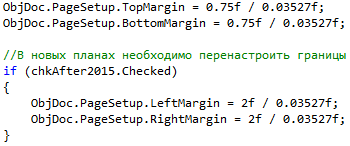 ObjDoc.PageSetup.TopMargin = 0.75f / 0.03527f;
ObjDoc.PageSetup.BottomMargin = 0.75f / 0.03527f;
//В новых планах необходимо перенастроить границы
if (chkAfter2015.Checked)
{
ObjDoc.PageSetup.LeftMargin = 2f / 0.03527f;
ObjDoc.PageSetup.RightMargin = 2f / 0.03527f;
}